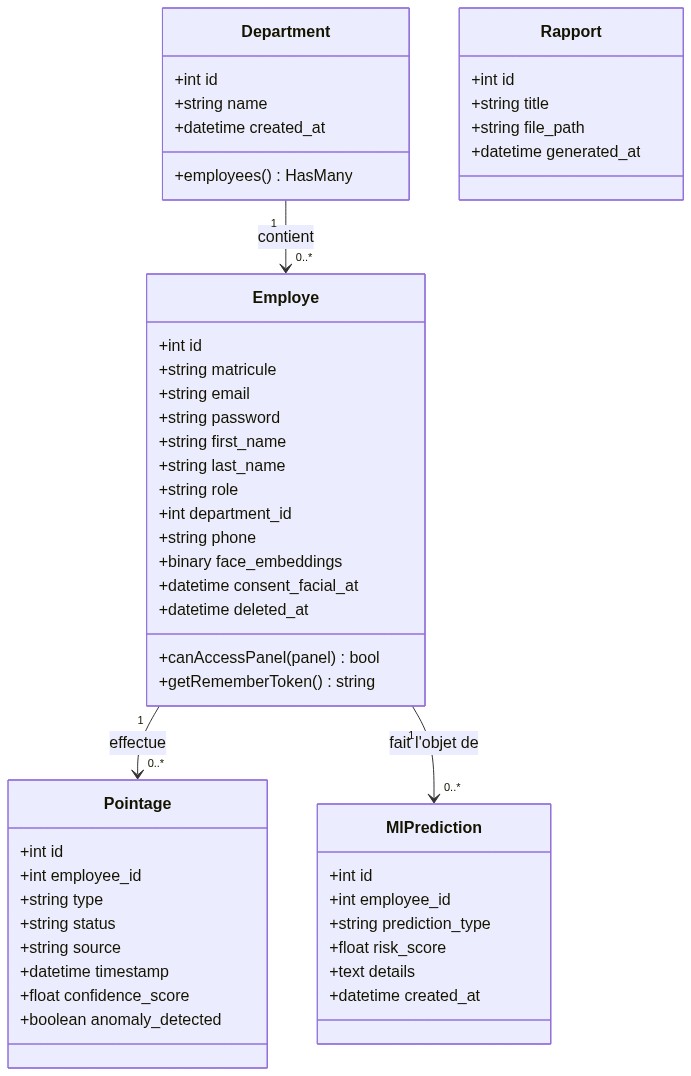 Department
+int id
+string name
+datetime created_at
+employees() : HasMany
Rapport
+int id
+string title
+string file_path
+datetime generated_at
1
contient
0..*
Employe
+int id
+string matricule
+string email
+string password
+string first_name
+string last_name
+string role
+int department_id
+string phone
+binary face_embeddings
+datetime consent_facial_at
+datetime deleted_at
+canAccessPanel(panel) : bool
+getRememberToken() : string
1
effectue
0..*
1
fait l'objet de
0..*
Pointage
+int id
+int employee_id
+string type
+string status
+string source
+datetime timestamp
+float confidence_score
+boolean anomaly_detected
MlPrediction
+int id
+int employee_id
+string prediction_type
+float risk_score
+text details
+datetime created_at